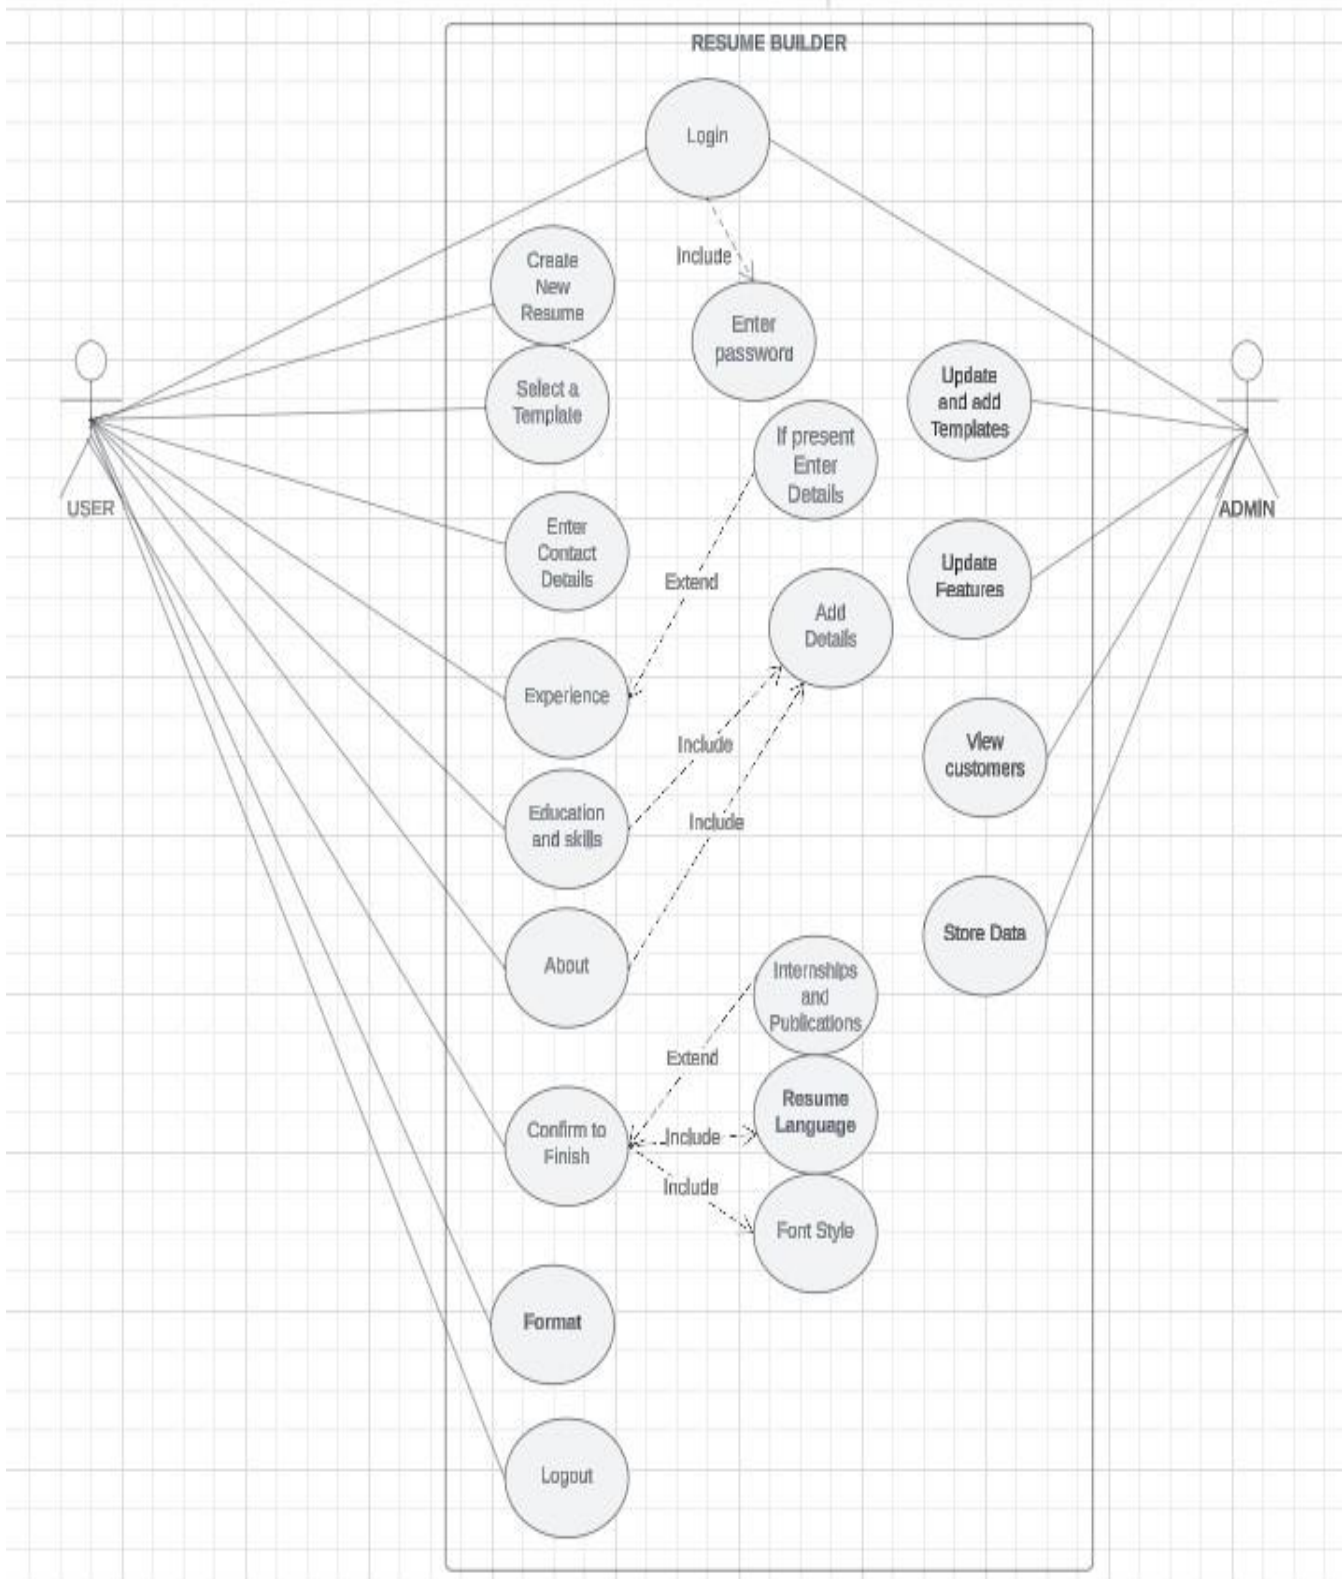 RESUME BUILDER
Login
Include
Create
New
Resume
Enter
password
Select a
Template
Update
and add
Templates
If present
Enter
Details
USER
ADMIN
Enter
Contact
Details
Update
Features
Extend
Add
Details
Experience
Include
View
customers
Education
and skills
Include
Store Data
About
Internships
and
Publications
Extend
Resume
Language
Confirm to
Finish
Include
Include
Font Style
Format
Logout